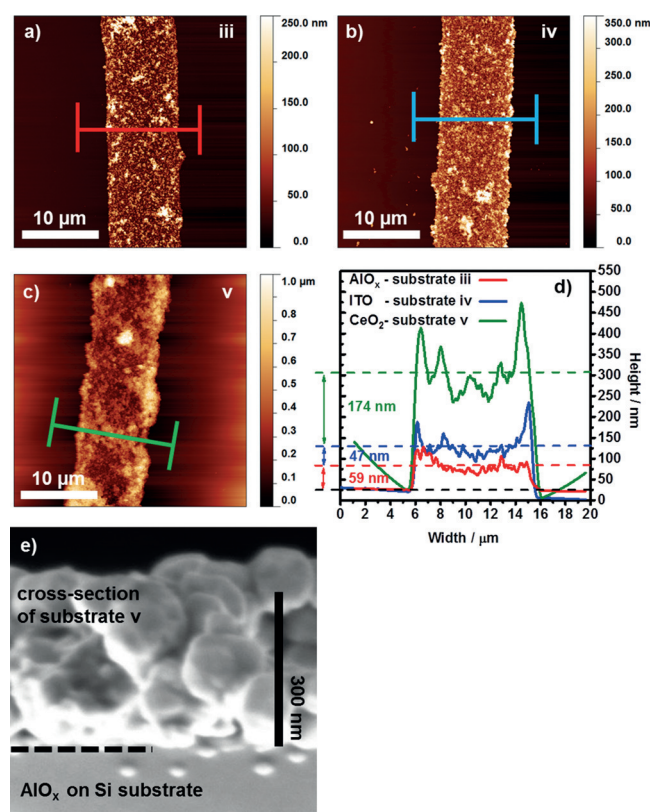 a)
iii
250.0 nm
200.0
150.0
100.0
50.0
0.0
10 µm
b)
iv
350.0 nm
300.0
250.0
200.0
150.0
100.0
50.0
0.0
10 µm
c)
v
1.0 µm
0.8
0.7
0.6
0.5
0.4
0.3
0.2
0.1
0.0
10 µm
AlOₓ - substrate iii
ITO - substrate iv
CeO₂ - substrate v
d)
174 nm
47 nm
59 nm
550
500
450
400
350
300
250
200
150
100
50
0
Height / nm
0 1 2 3 4 5 6 7 8 9 10 12 14 16 18 20
Width / µm
e)
cross-section
of substrate v
300 nm
AlOₓ on Si substrate